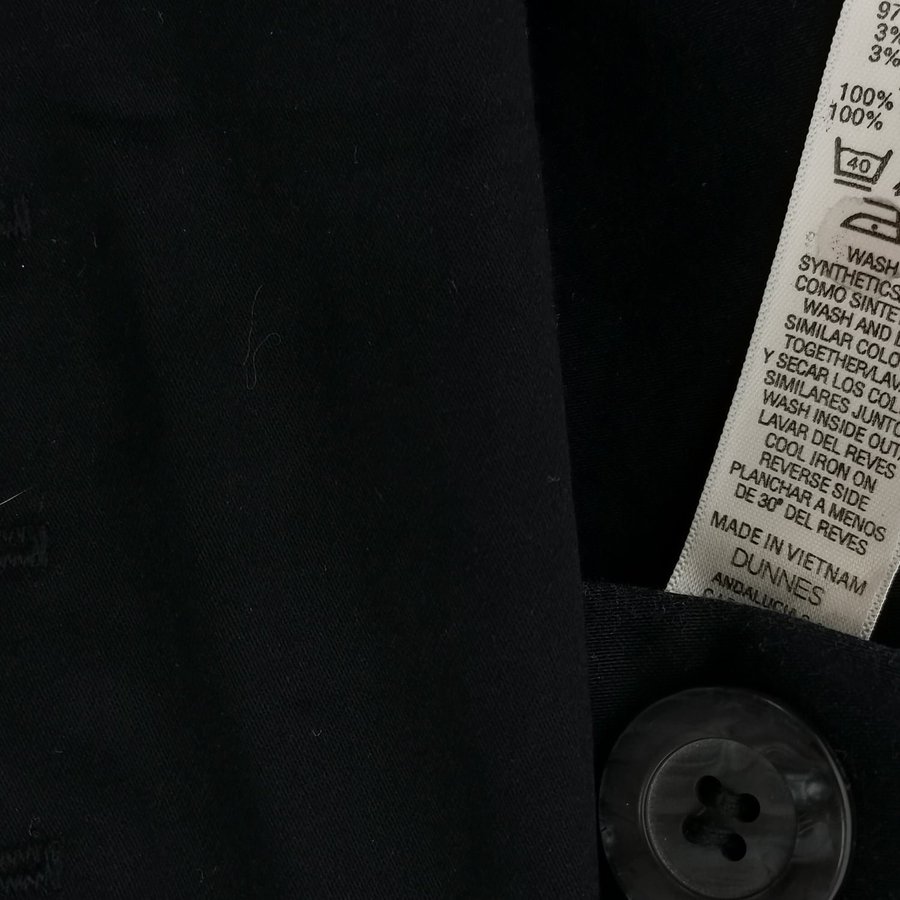 97
3%
3%
100%
100%
40
WASH
SYNTHETICS
COMO SINTE
WASH AND
SIMILAR COLO
TOGETHER/LAV
Y SECAR LOS COL
SIMILARES JUNTO
WASH INSIDE OUT
LAVAR DEL REVES
COOL IRON ON
REVERSE SIDE
PLANCHAR A MENOS
DE 30º DEL REVES
MADE IN VIETNAM
DUNNES
ANDALUCIA